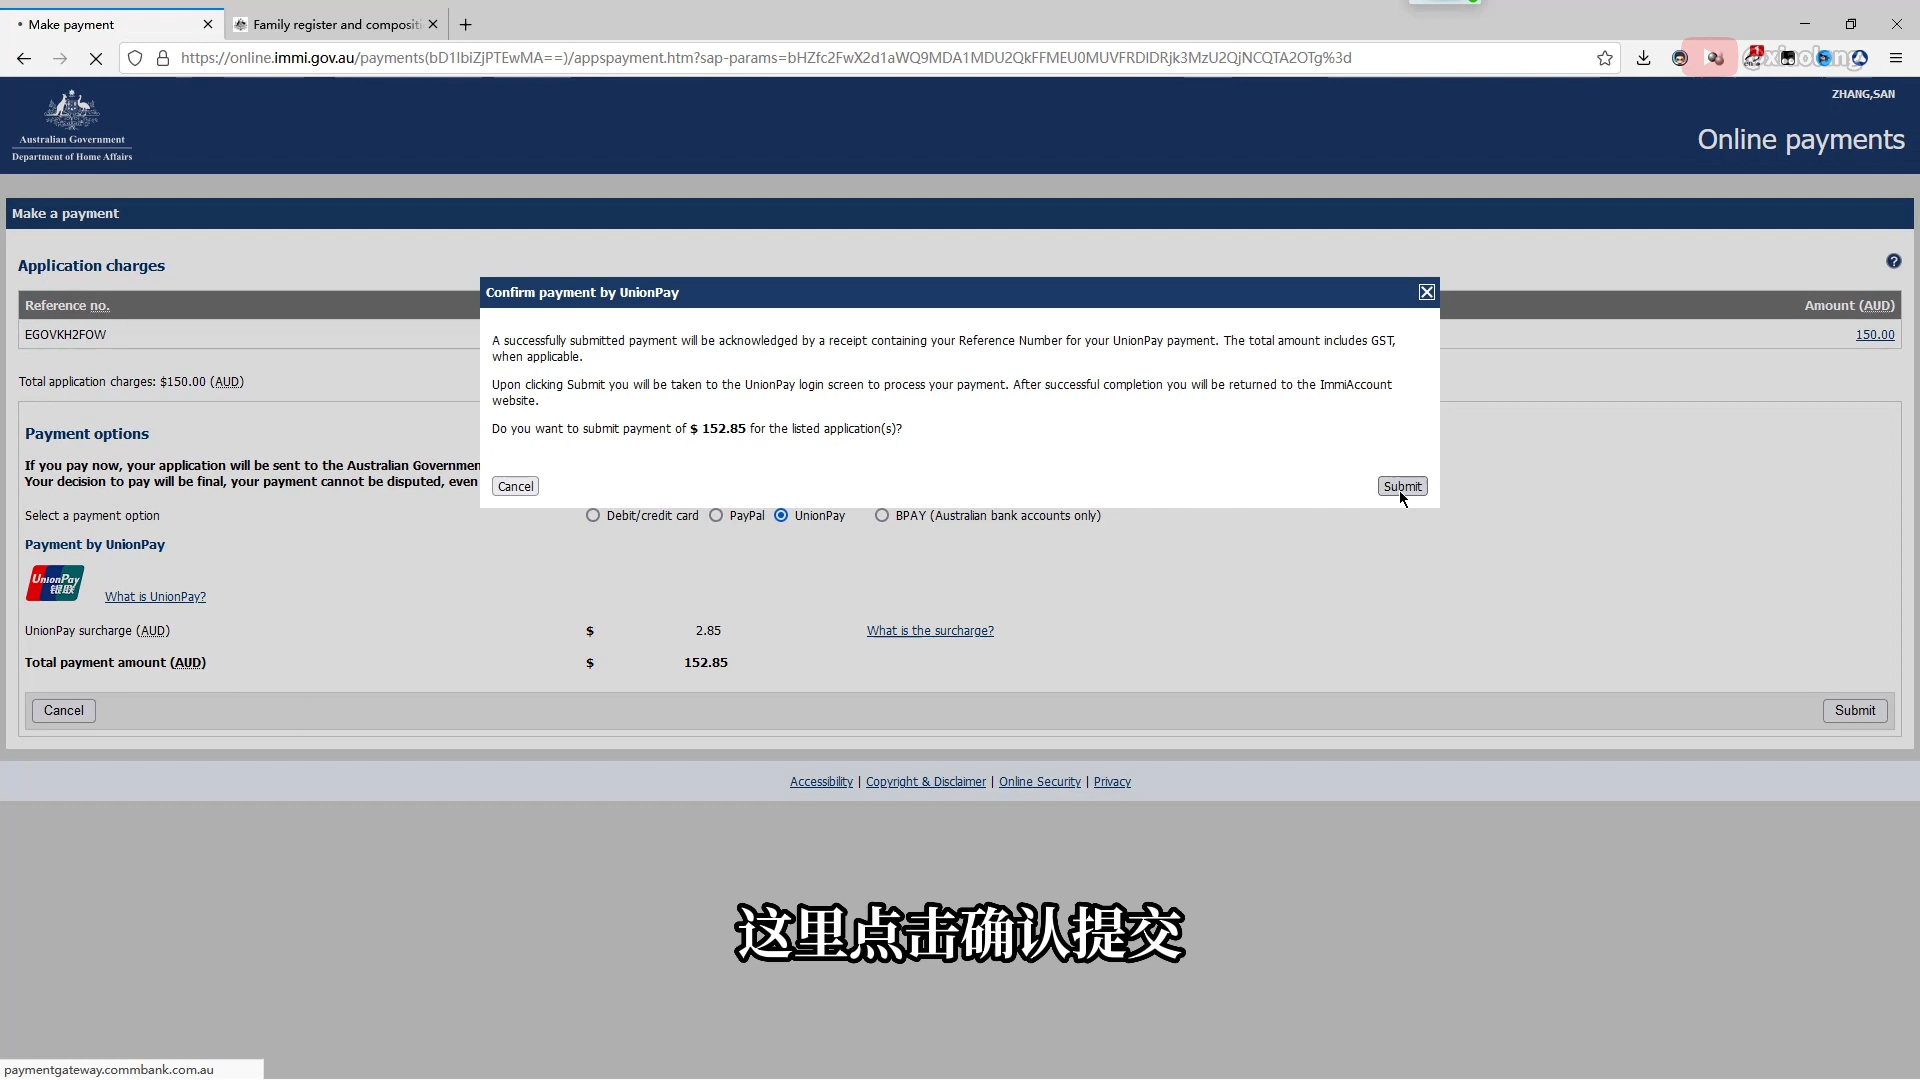 Make payment
Family register and compositi
https://online.immi.gov.au/payments(bD1lbiZjPTEwMA==)/appspayment.htm?sap-params=bHZfc2FwX2d1aWQ9MDA1MDU2QkFFMEU0MUVFRDlDRjk3MzU2QjNCQTA2OTg%3d
@xiaolong
ZHANG,SAN
Australian Government
Department of Home Affairs
Online payments
Make a payment
Application charges
Reference no.
Amount (AUD)
EGOVKH2FOW
150.00
Total application charges: $150.00 (AUD)
Confirm payment by UnionPay
A successfully submitted payment will be acknowledged by a receipt containing your Reference Number for your UnionPay payment. The total amount includes GST,
when applicable.
Upon clicking Submit you will be taken to the UnionPay login screen to process your payment. After successful completion you will be returned to the ImmiAccount
website.
Do you want to submit payment of $ 152.85 for the listed application(s)?
Cancel
Submit
Payment options
If you pay now, your application will be sent to the Australian Governmen
Your decision to pay will be final, your payment cannot be disputed, even
Select a payment option
Debit/credit card PayPal UnionPay BPAY (Australian bank accounts only)
Payment by UnionPay
UnionPay
银联
What is UnionPay?
UnionPay surcharge (AUD) $ 2.85 What is the surcharge?
Total payment amount (AUD) $ 152.85
Cancel
Submit
Accessibility | Copyright & Disclaimer | Online Security | Privacy
这里点击确认提交
paymentgateway.commbank.com.au